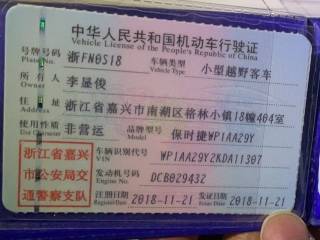 中华人民共和国机动车行驶证
Vehicle License of the People's Republic of China
号牌号码 浙FN0S18 车辆类型 小型越野客车
Plate No. Vehicle Type
所有人 李显俊
Owner
住址 浙江省嘉兴市南湖区格林小镇18幢404室
Address
使用性质 非营运 品牌型号 保时捷WP1AA29Y
Use Character Model
浙江省嘉兴 车辆识别代号 WP1AA29Y2KDA11307
VIN
市公安局交 发动机号码 DCB029432
Engine No.
通警察支队 注册日期 2018-11-21 发证日期 2018-11-21
Register Date Issue Date